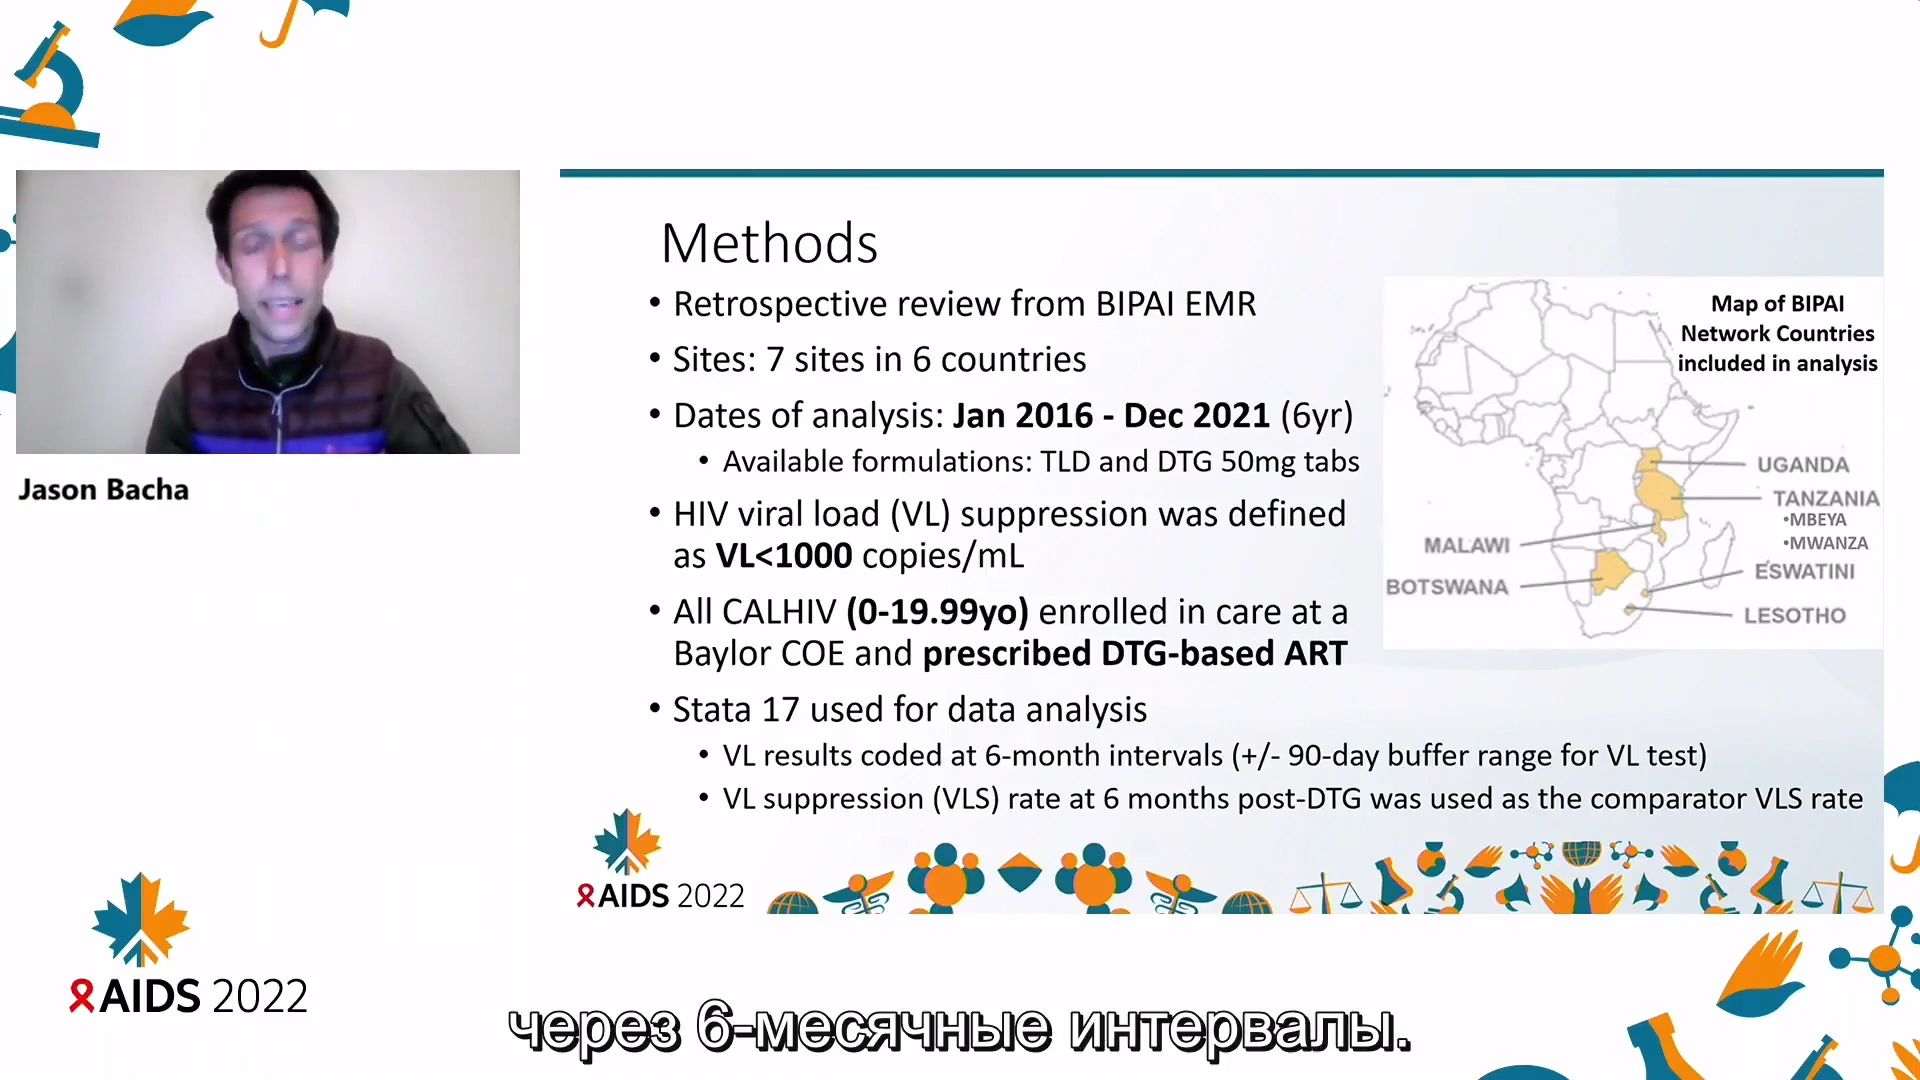 Jason Bacha
Methods
• Retrospective review from BIPAI EMR
• Sites: 7 sites in 6 countries
• Dates of analysis: Jan 2016 - Dec 2021 (6yr)
• Available formulations: TLD and DTG 50mg tabs
• HIV viral load (VL) suppression was defined
as VL<1000 copies/mL
• All CALHIV (0-19.99yo) enrolled in care at a
Baylor COE and prescribed DTG-based ART
• Stata 17 used for data analysis
• VL results coded at 6-month intervals (+/- 90-day buffer range for VL test)
• VL suppression (VLS) rate at 6 months post-DTG was used as the comparator VLS rate
Map of BIPAI
Network Countries
included in analysis
UGANDA
TANZANIA
•MBEYA
•MWANZA
MALAWI
ESWATINI
BOTSWANA
LESOTHO
AIDS 2022
AIDS 2022
через 6-месячные интервалы.